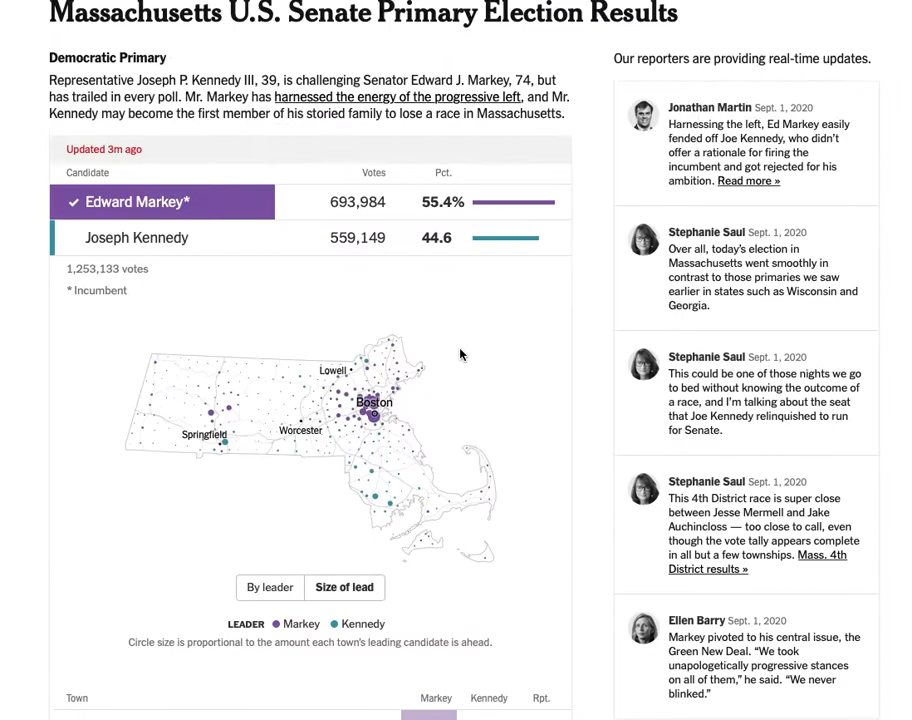 Massachusetts U.S. Senate Primary Election Results
Democratic Primary
Representative Joseph P. Kennedy III, 39, is challenging Senator Edward J. Markey, 74, but
has trailed in every poll. Mr. Markey has harnessed the energy of the progressive left, and Mr.
Kennedy may become the first member of his storied family to lose a race in Massachusetts.
Updated 3m ago
Candidate Votes Pct.
✓ Edward Markey* 693,984 55.4%
Joseph Kennedy 559,149 44.6
1,253,133 votes
* Incumbent
Lowell
Boston
Worcester
Springfield
By leader Size of lead
LEADER Markey Kennedy
Circle size is proportional to the amount each town's leading candidate is ahead.
Town Markey Kennedy Rpt.
Our reporters are providing real-time updates.
Jonathan Martin Sept. 1, 2020
Harnessing the left, Ed Markey easily
fended off Joe Kennedy, who didn't
offer a rationale for firing the
incumbent and got rejected for his
ambition. Read more »
Stephanie Saul Sept. 1, 2020
Over all, today's election in
Massachusetts went smoothly in
contrast to those primaries we saw
earlier in states such as Wisconsin and
Georgia.
Stephanie Saul Sept. 1, 2020
This could be one of those nights we go
to bed without knowing the outcome of
a race, and I'm talking about the seat
that Joe Kennedy relinquished to run
for Senate.
Stephanie Saul Sept. 1, 2020
This 4th District race is super close
between Jesse Mermell and Jake
Auchincloss — too close to call, even
though the vote tally appears complete
in all but a few townships. Mass. 4th
District results »
Ellen Barry Sept. 1, 2020
Markey pivoted to his central issue, the
Green New Deal. “We took
unapologetically progressive stances
on all of them,” he said. “We never
blinked.”